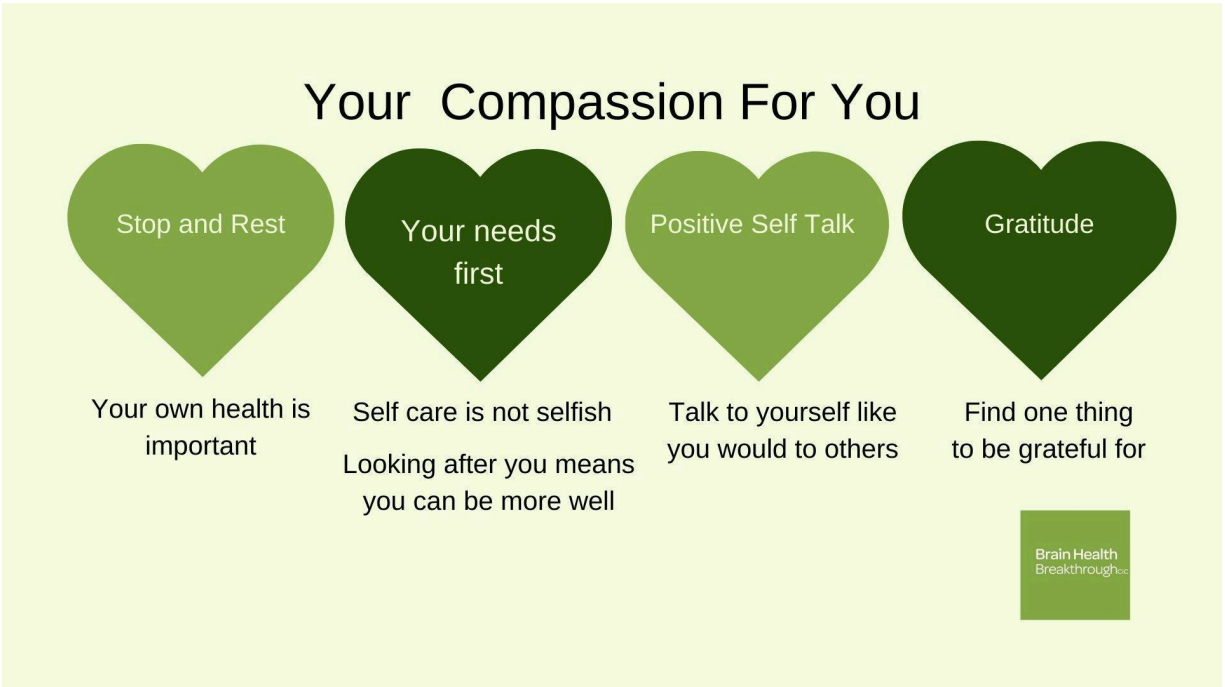 Your  Compassion For You
Stop and Rest
Your needs
first
Positive Self Talk
Gratitude
Your own health is
important
Self care is not selfish
Looking after you means
you can be more well
Talk to yourself like
you would to others
Find one thing
to be grateful for
Brain Health
Breakthrough CIC